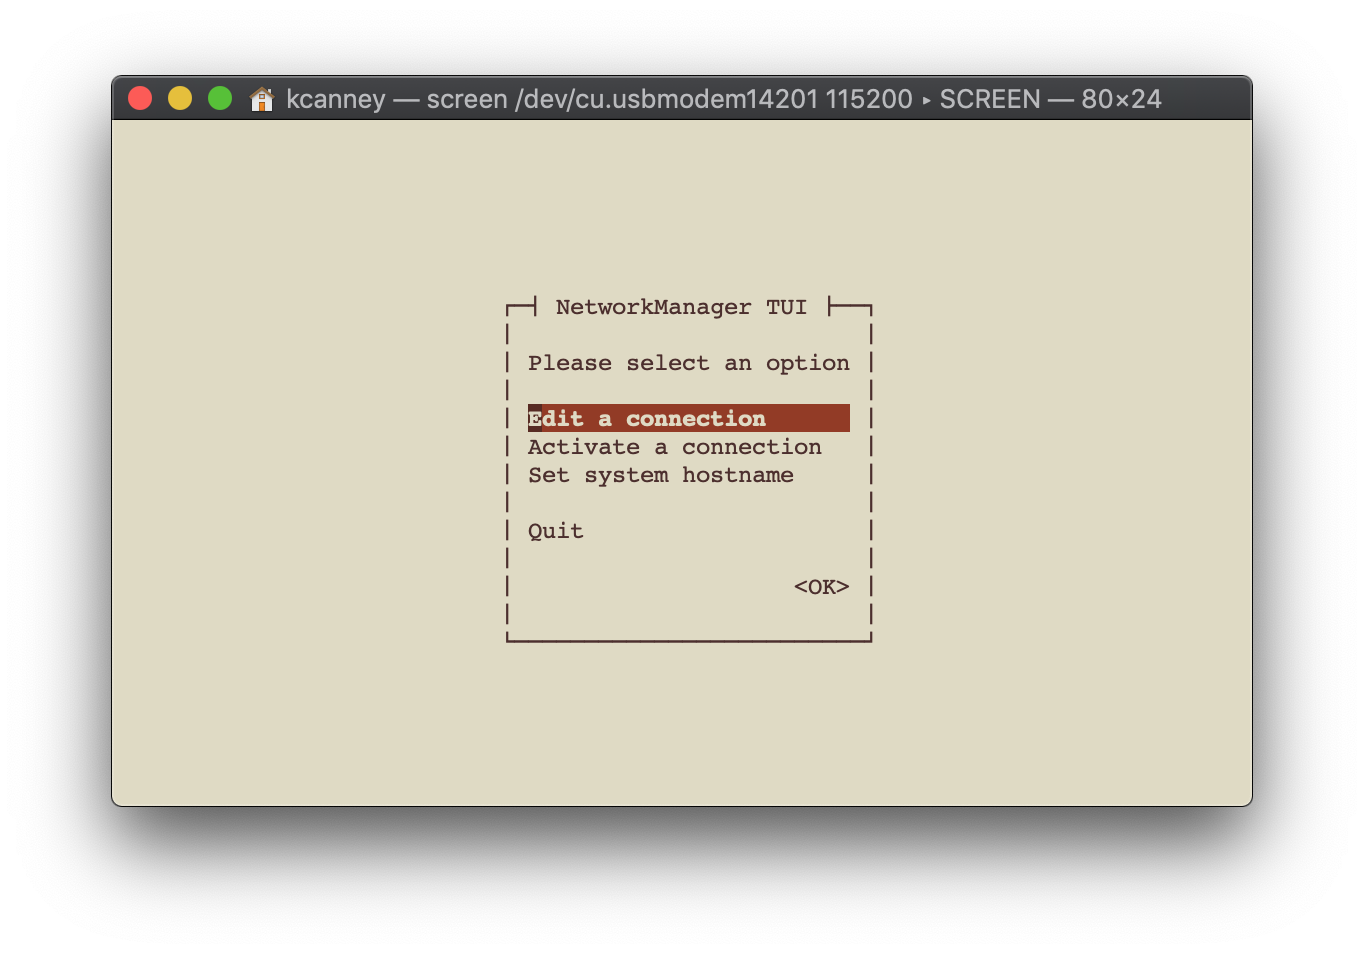 kcanney — screen /dev/cu.usbmodem14201 115200 ▸ SCREEN — 80×24
NetworkManager TUI
Please select an option
Edit a connection
Activate a connection
Set system hostname
Quit
<OK>